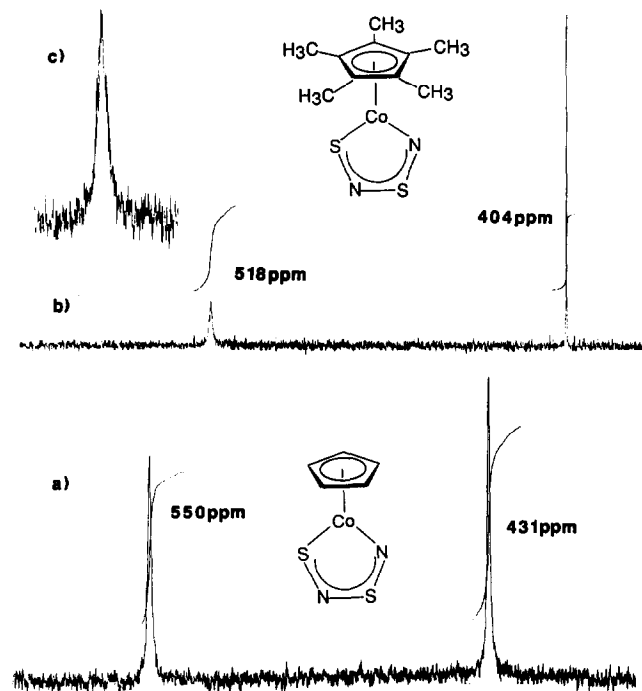 c)
CH3
H3C
CH3
H3C
CH3
Co
S
N
N
S
404ppm
518ppm
b)
a)
550ppm
Co
431ppm
S
N
N
S